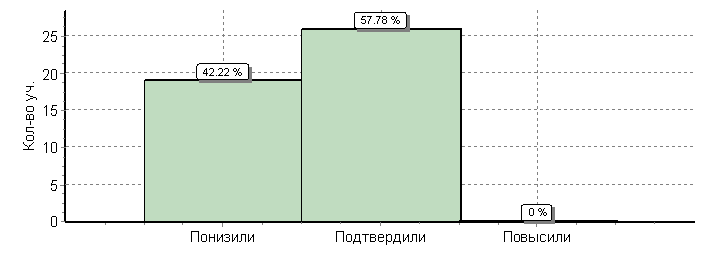 Кол-во уч.
25
20
15
10
5
0
42.22 %
57.78 %
0 %
Понизили
Подтвердили
Повысили